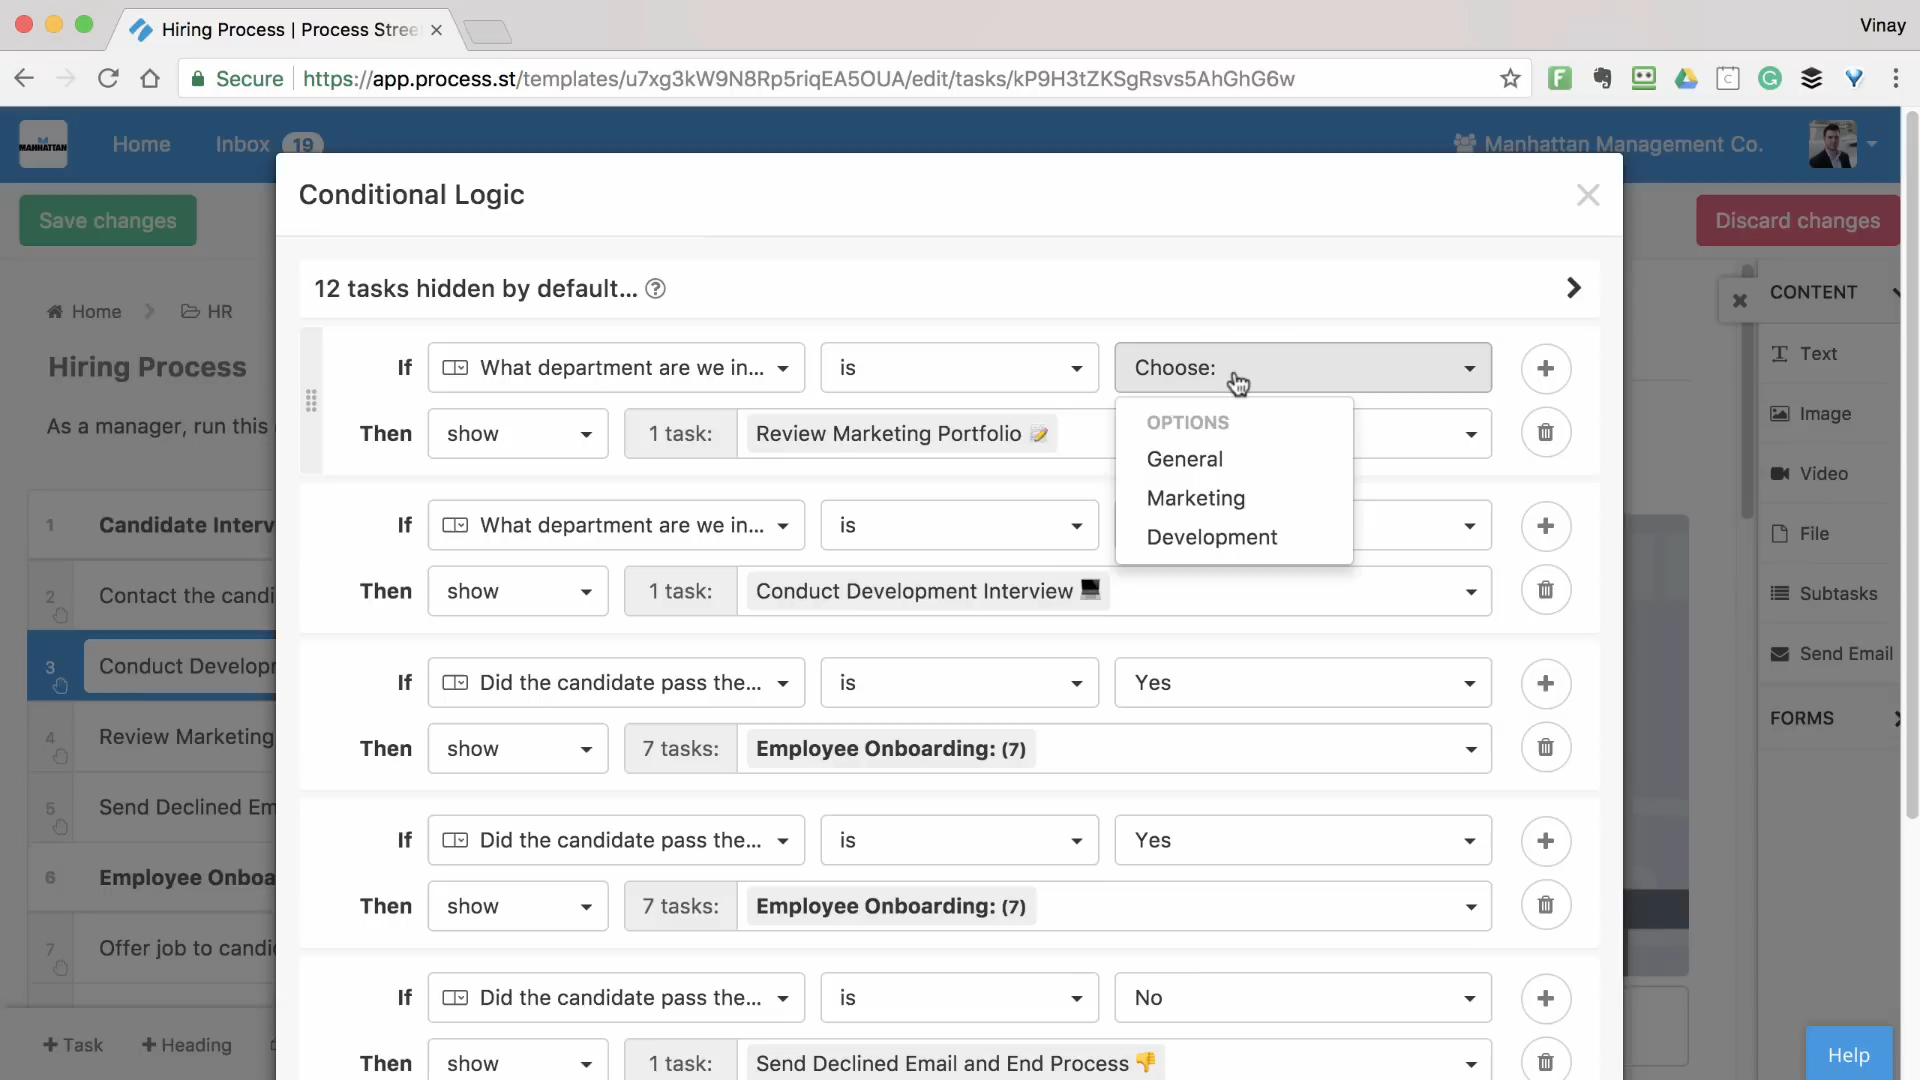 Hiring Process | Process Stree
Vinay
Secure
https://app.process.st/templates/u7xg3kW9N8Rp5riqEA5OUA/edit/tasks/kP9H3tZKSgRsvs5AhGhG6w
MANHATTAN
Home
Inbox 19
Manhattan Management Co.
Save changes
Discard changes
Conditional Logic
12 tasks hidden by default...
Home
HR
Hiring Process
As a manager, run this
1 Candidate Interv
2 Contact the candi
3 Conduct Developr
4 Review Marketing
5 Send Declined Em
6 Employee Onboa
7 Offer job to candi
+ Task
+ Heading
If What department are we in... is Choose:
Then show 1 task: Review Marketing Portfolio 📝
OPTIONS
General
Marketing
Development
If What department are we in... is
Then show 1 task: Conduct Development Interview 💻
If Did the candidate pass the... is Yes
Then show 7 tasks: Employee Onboarding: (7)
If Did the candidate pass the... is Yes
Then show 7 tasks: Employee Onboarding: (7)
If Did the candidate pass the... is No
Then show 1 task: Send Declined Email and End Process 👎
CONTENT
Text
Image
Video
File
Subtasks
Send Email
FORMS
Help